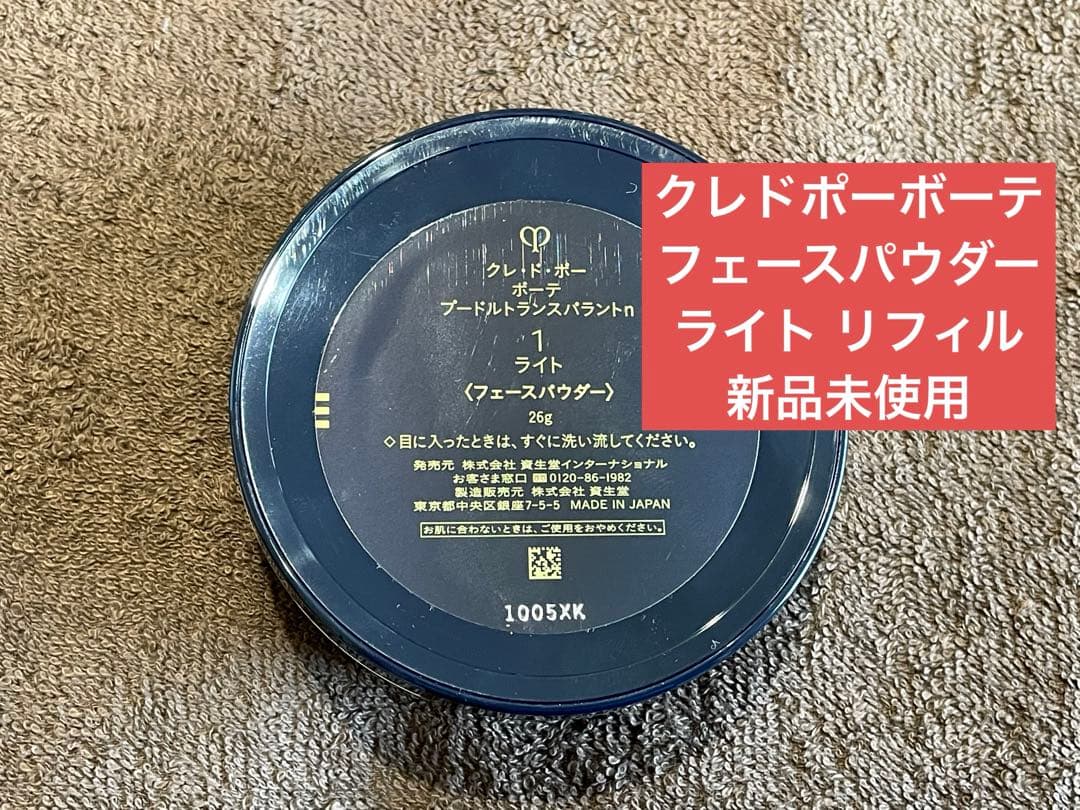 クレドポーボーテ
フェースパウダー
ライト リフィル
新品未使用
クレ・ド・ポー
ボーテ
プードルトランスパラントn
1
ライト
〈フェースパウダー〉
26g
◇目に入ったときは、すぐに洗い流してください。
発売元 株式会社 資生堂インターナショナル
お客さま窓口 0120-86-1982
製造販売元 株式会社 資生堂
東京都中央区銀座7-5-5 MADE IN JAPAN
お肌に合わないときは、ご使用をおやめください。
1005XK